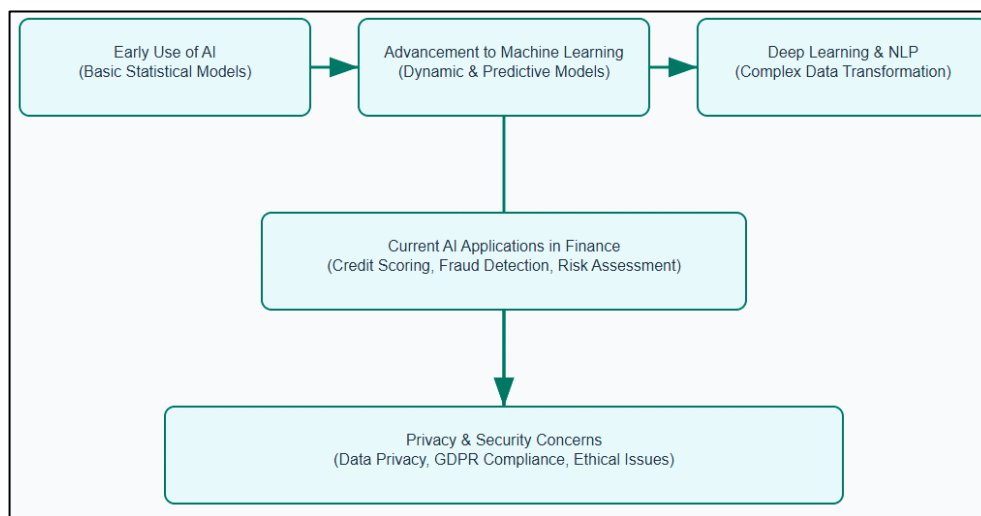 Early Use of AI
(Basic Statistical Models)
Advancement to Machine Learning
(Dynamic & Predictive Models)
Deep Learning & NLP
(Complex Data Transformation)
Current AI Applications in Finance
(Credit Scoring, Fraud Detection, Risk Assessment)
Privacy & Security Concerns
(Data Privacy, GDPR Compliance, Ethical Issues)